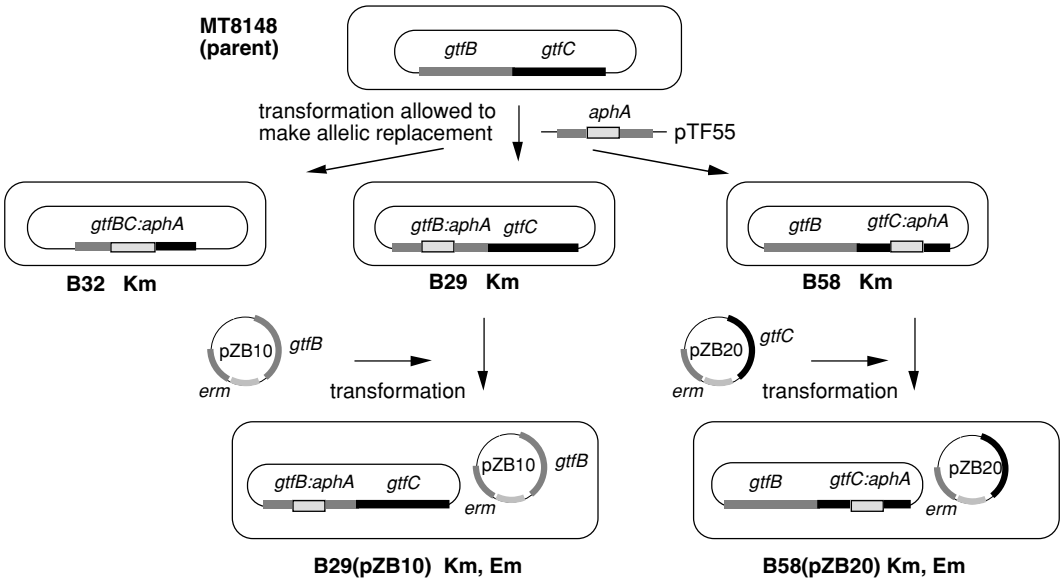 MT8148
(parent)
gtfB gtfC
transformation allowed to
make allelic replacement
aphA
pTF55
gtfBC:aphA
B32 Km
gtfB:aphA gtfC
B29 Km
gtfB gtfC:aphA
B58 Km
pZB10 gtfB
erm
transformation
pZB20 gtfC
erm
transformation
gtfB:aphA gtfC
pZB10 gtfB
erm
B29(pZB10) Km, Em
gtfB gtfC:aphA
pZB20
erm
B58(pZB20) Km, Em